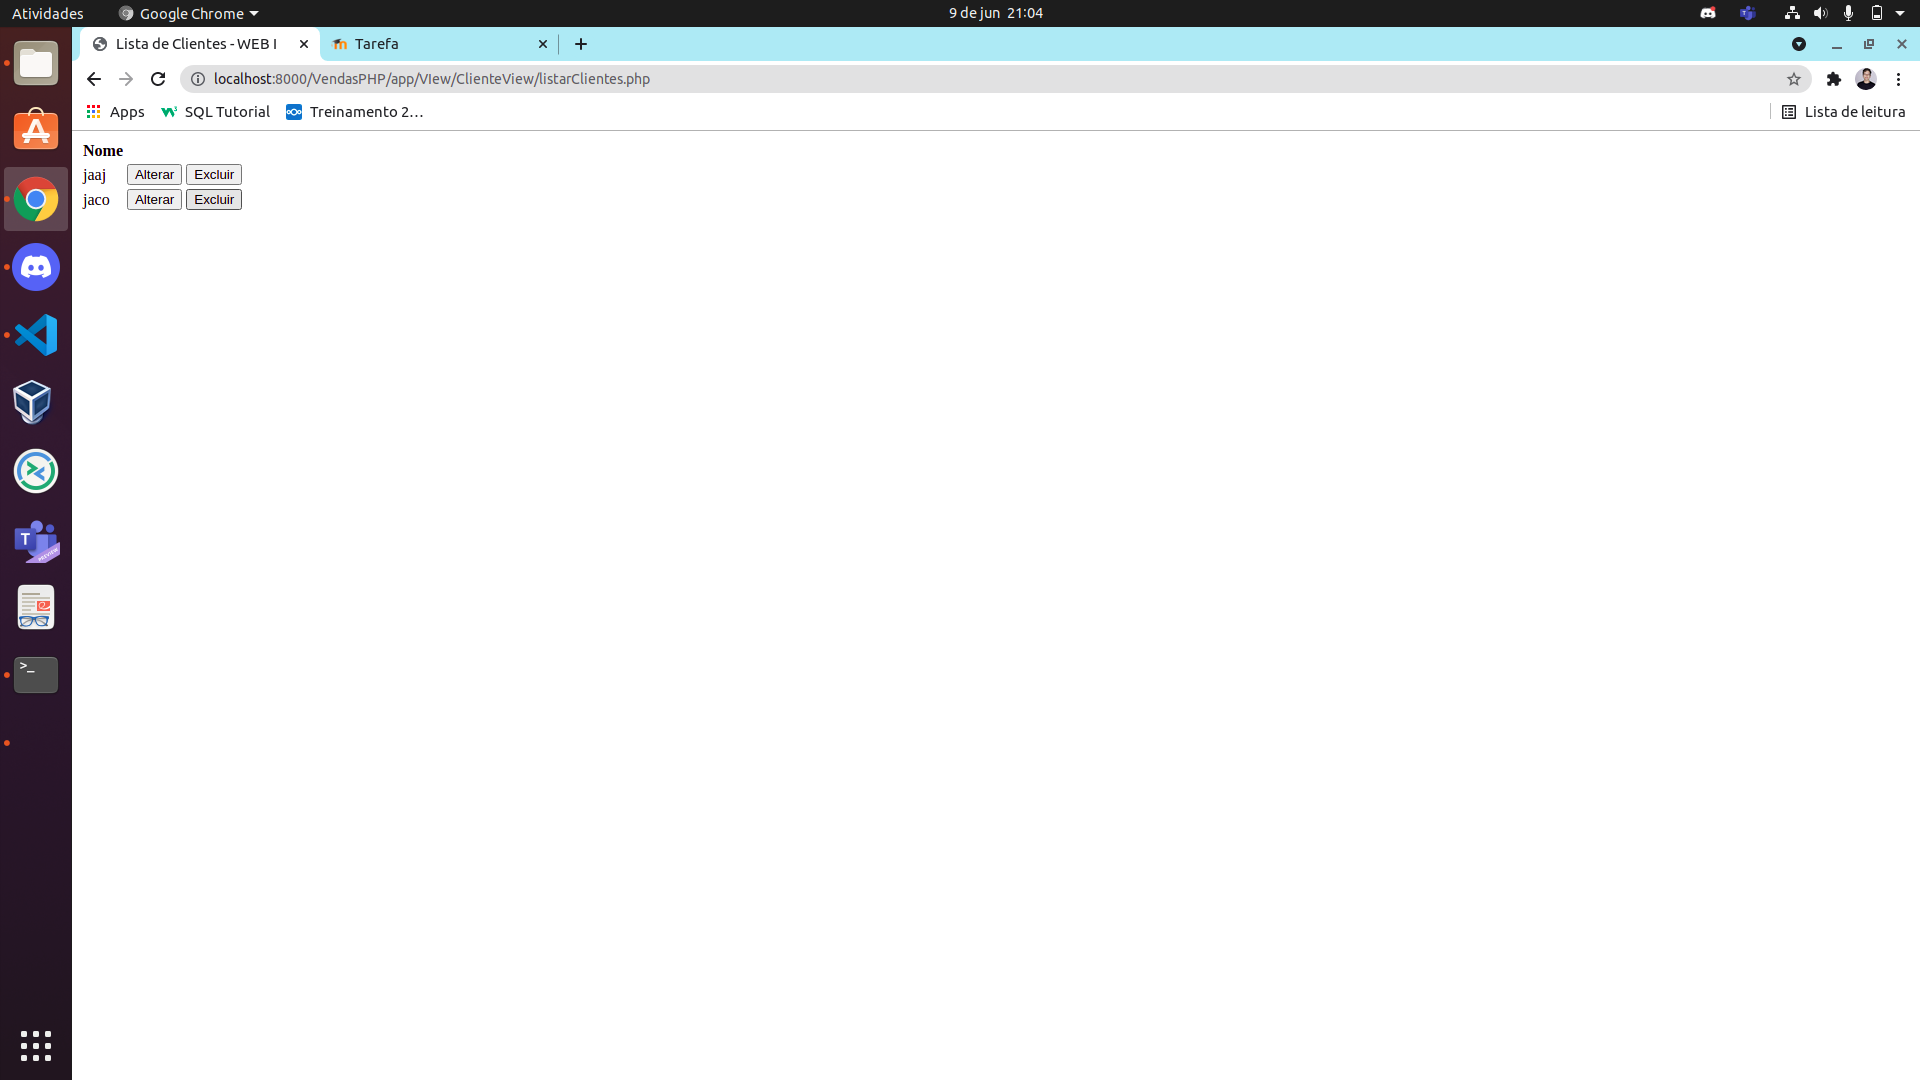 Atividades
Google Chrome
9 de jun 21:04
Lista de Clientes - WEB I
Tarefa
localhost:8000/VendasPHP/app/VIew/ClienteView/listarClientes.php
Apps
SQL Tutorial
Treinamento 2...
Lista de leitura
Nome
jaaj Alterar Excluir
jaco Alterar Excluir
T
PREVIEW
>_